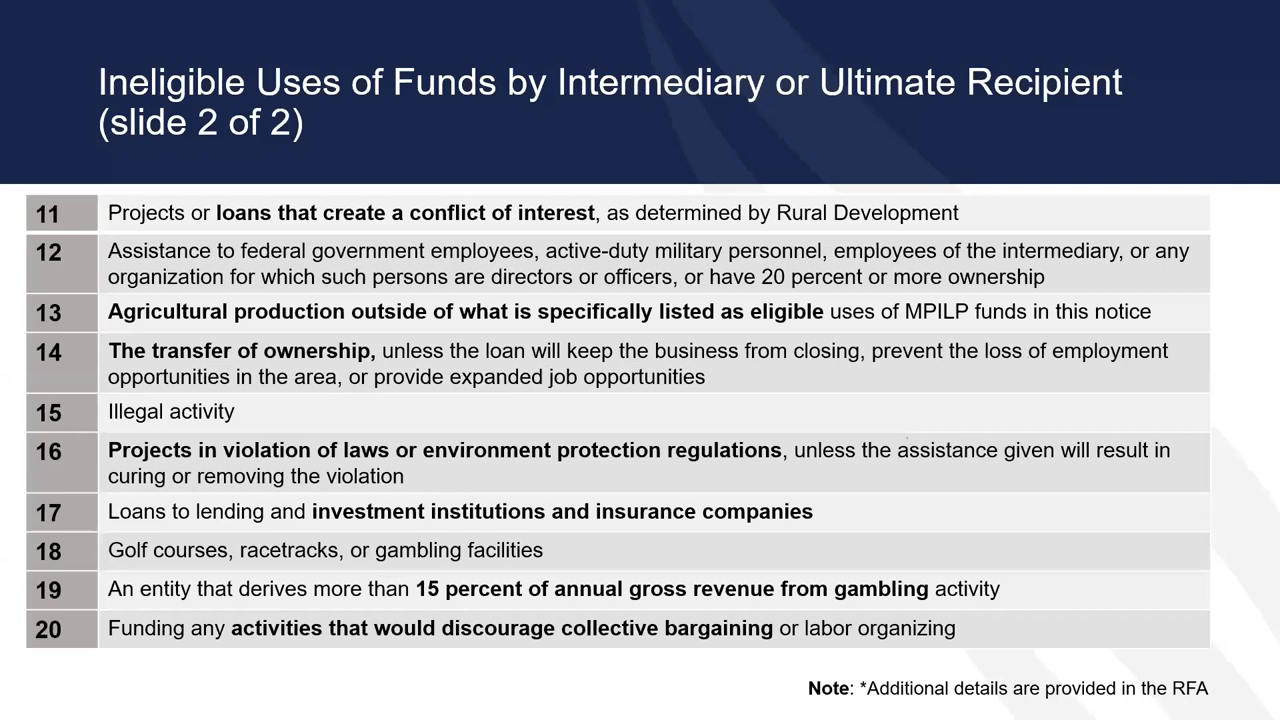 Ineligible Uses of Funds by Intermediary or Ultimate Recipient
(slide 2 of 2)
11 Projects or loans that create a conflict of interest, as determined by Rural Development
12 Assistance to federal government employees, active-duty military personnel, employees of the intermediary, or any
organization for which such persons are directors or officers, or have 20 percent or more ownership
13 Agricultural production outside of what is specifically listed as eligible uses of MPILP funds in this notice
14 The transfer of ownership, unless the loan will keep the business from closing, prevent the loss of employment
opportunities in the area, or provide expanded job opportunities
15 Illegal activity
16 Projects in violation of laws or environment protection regulations, unless the assistance given will result in
curing or removing the violation
17 Loans to lending and investment institutions and insurance companies
18 Golf courses, racetracks, or gambling facilities
19 An entity that derives more than 15 percent of annual gross revenue from gambling activity
20 Funding any activities that would discourage collective bargaining or labor organizing
Note: *Additional details are provided in the RFA